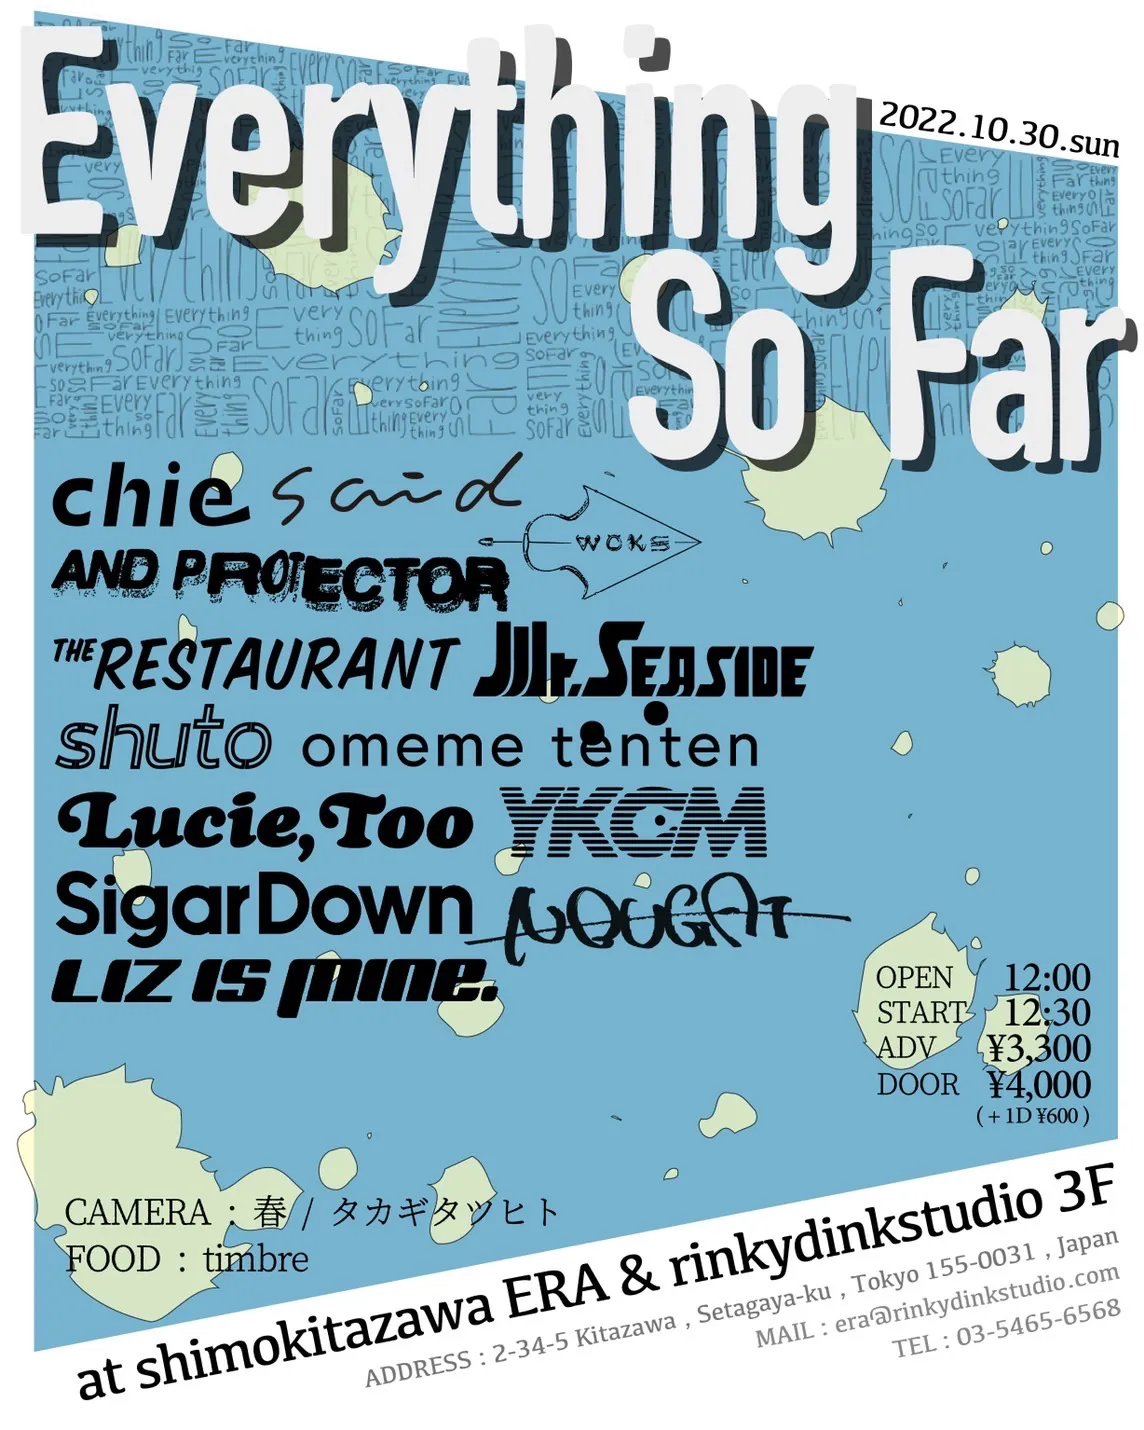 Everything
2022.10.30.sun
So Far
chie said
WOKS
AND PROTECTOR
THE RESTAURANT Mr.SEASIDE
shuto omeme tenten
Lucie,Too YKCM
SigarDown NOUGAT
LIZ IS MINE.
OPEN 12:00
START 12:30
ADV ¥3,300
DOOR ¥4,000
( + 1D ¥600 )
CAMERA : 春 / タカギタツヒト
FOOD : timbre
at shimokitazawa ERA & rinkydinkstudio 3F
ADDRESS : 2-34-5 Kitazawa , Setagaya-ku , Tokyo 155-0031 , Japan
MAIL : era@rinkydinkstudio.com
TEL : 03-5465-6568